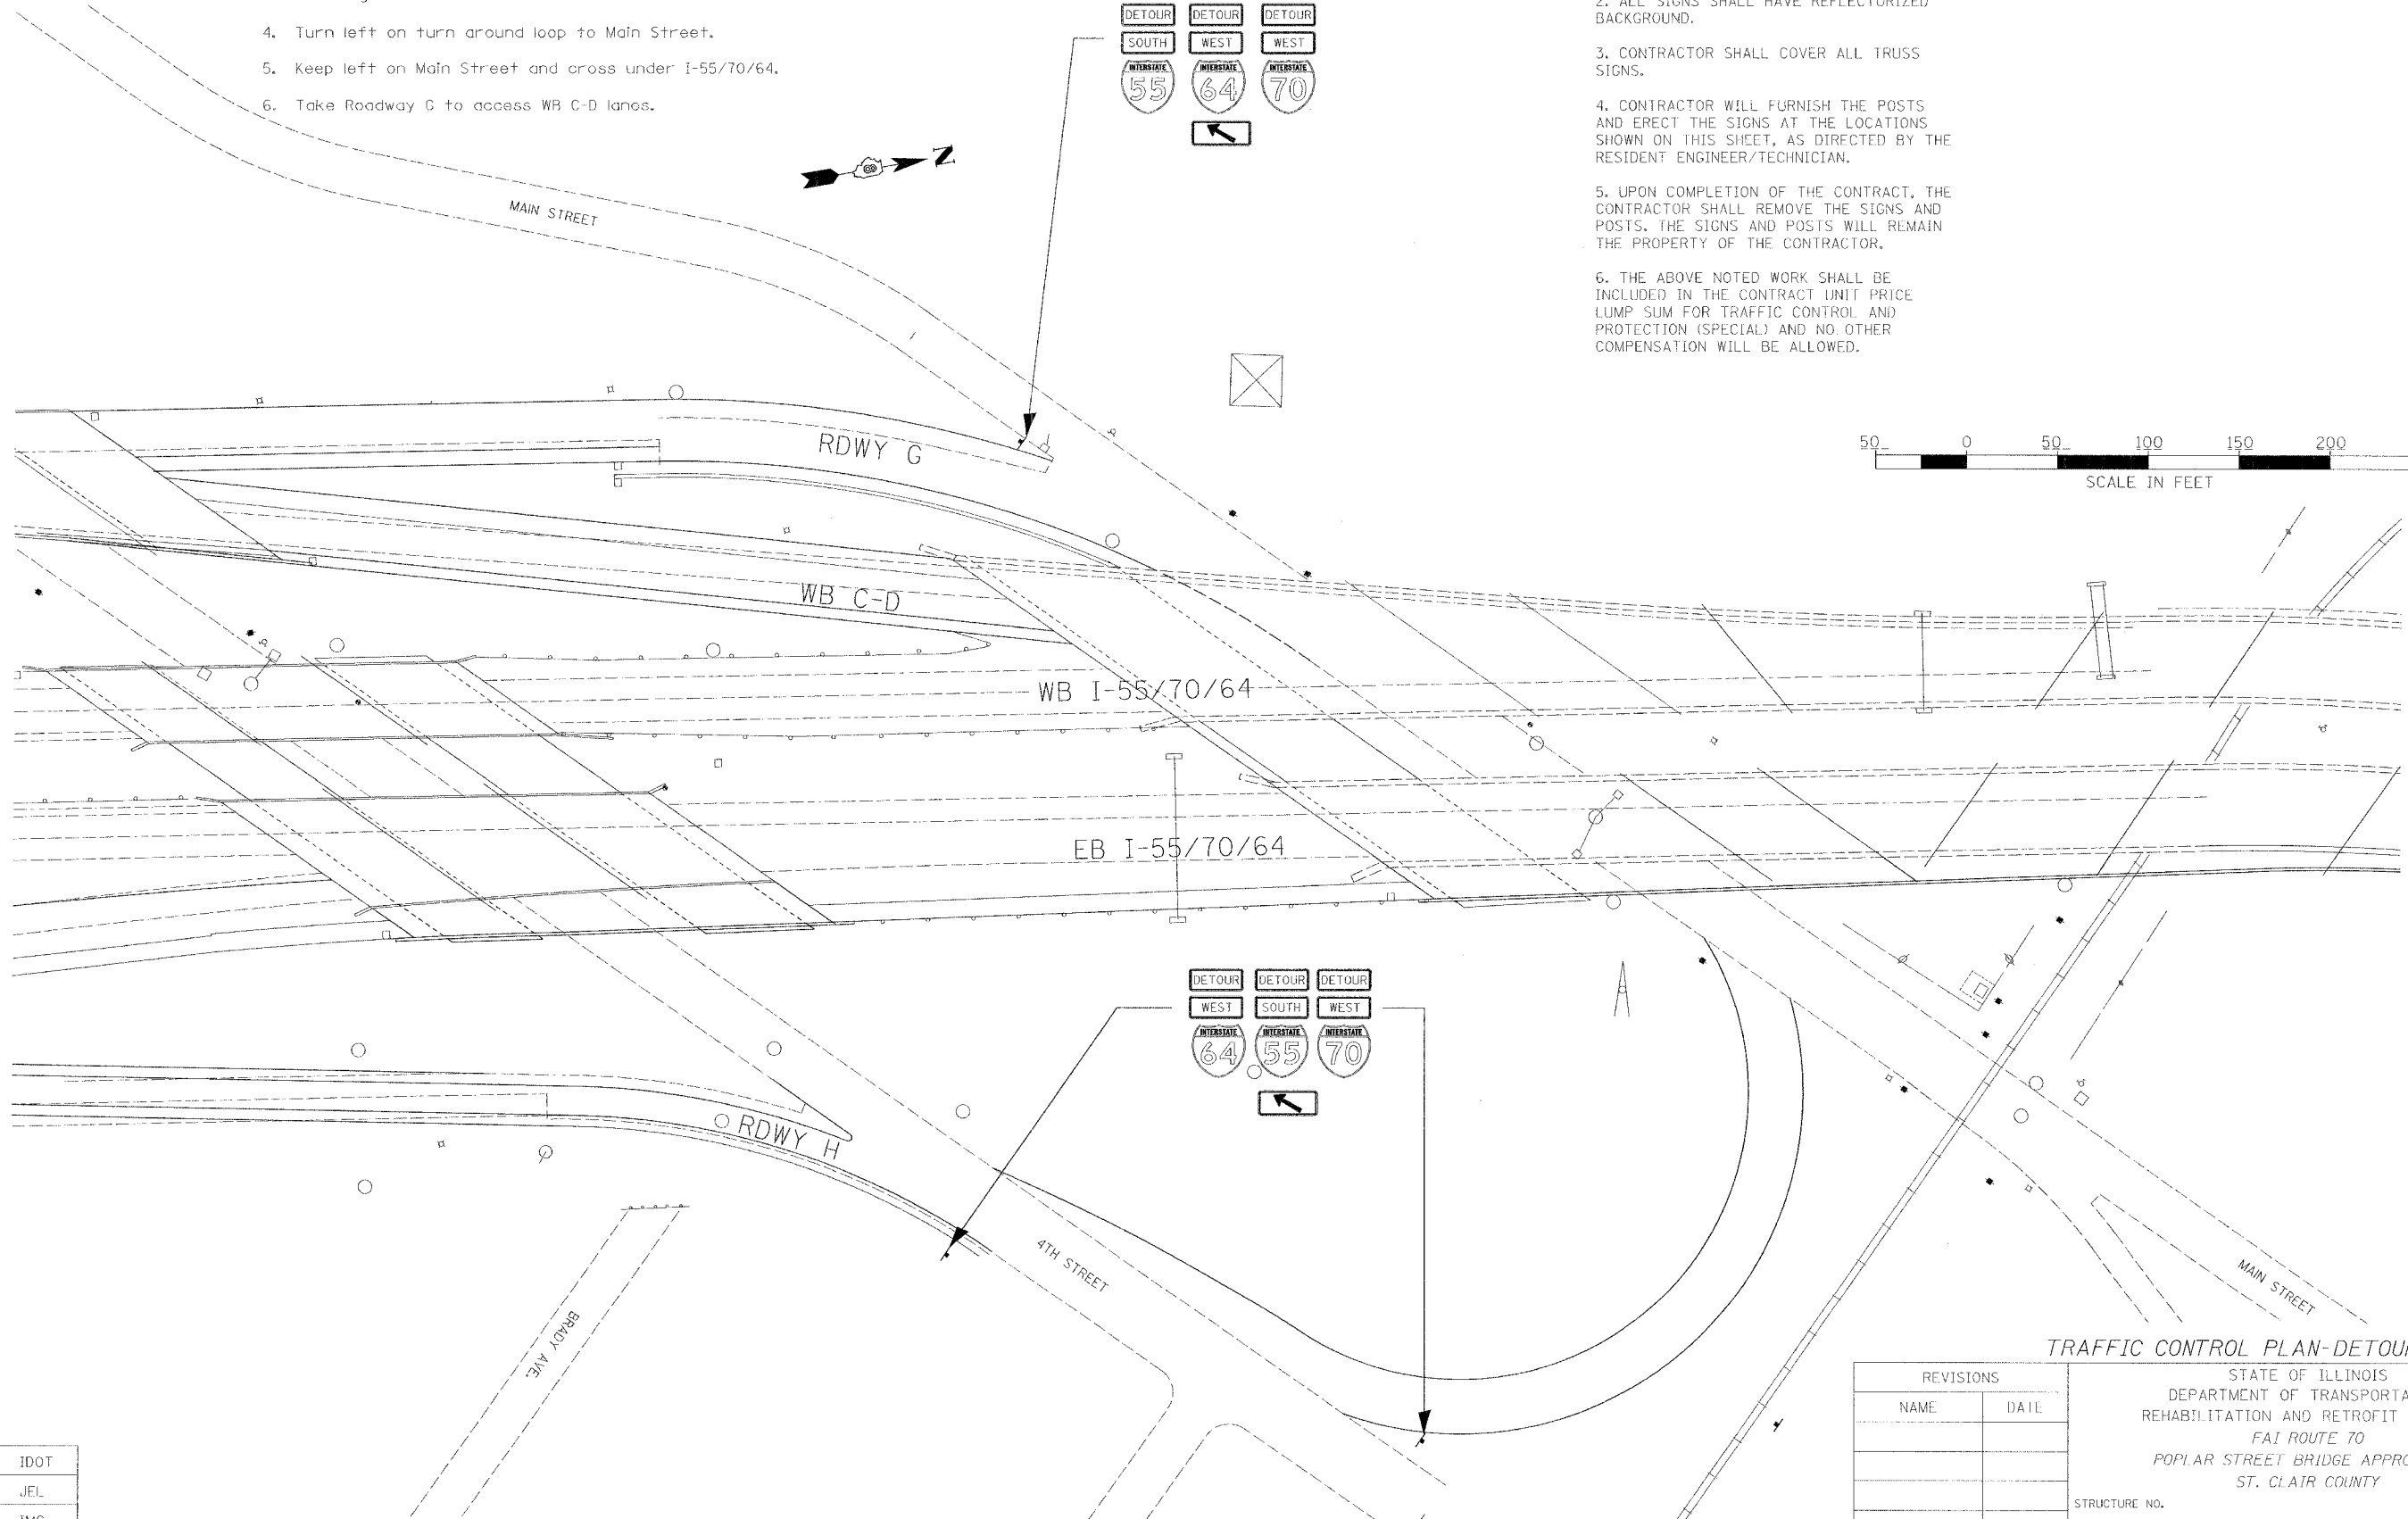 4. Turn left on turn around loop to Main Street.
5. Keep left on Main Street and cross under I-55/70/64.
6. Take Roadway G to access WB C-D lanes.
DETOUR DETOUR DETOUR
SOUTH WEST WEST
INTERSTATE INTERSTATE INTERSTATE
55 64 70
2. ALL SIGNS SHALL HAVE REFLECTORIZED
BACKGROUND.
3. CONTRACTOR SHALL COVER ALL TRUSS
SIGNS.
4. CONTRACTOR WILL FURNISH THE POSTS
AND ERECT THE SIGNS AT THE LOCATIONS
SHOWN ON THIS SHEET, AS DIRECTED BY THE
RESIDENT ENGINEER/TECHNICIAN.
5. UPON COMPLETION OF THE CONTRACT, THE
CONTRACTOR SHALL REMOVE THE SIGNS AND
POSTS. THE SIGNS AND POSTS WILL REMAIN
THE PROPERTY OF THE CONTRACTOR.
6. THE ABOVE NOTED WORK SHALL BE
INCLUDED IN THE CONTRACT UNIT PRICE
LUMP SUM FOR TRAFFIC CONTROL AND
PROTECTION (SPECIAL) AND NO OTHER
COMPENSATION WILL BE ALLOWED.
N
MAIN STREET
RDWY G
50 0 50 100 150 200
SCALE IN FEET
WB C-D
WB I-55/70/64
EB I-55/70/64
DETOUR DETOUR DETOUR
WEST SOUTH WEST
INTERSTATE INTERSTATE INTERSTATE
64 55 70
RDWY H
4TH STREET
BRADY AVE.
MAIN STREET
TRAFFIC CONTROL PLAN-DETOU
REVISIONS
NAME DATE
STATE OF ILLINOIS
DEPARTMENT OF TRANSPORTA
REHABILITATION AND RETROFIT
FAI ROUTE 70
POPLAR STREET BRIDGE APPRO
ST. CLAIR COUNTY
STRUCTURE NO.
IDOT
JEL